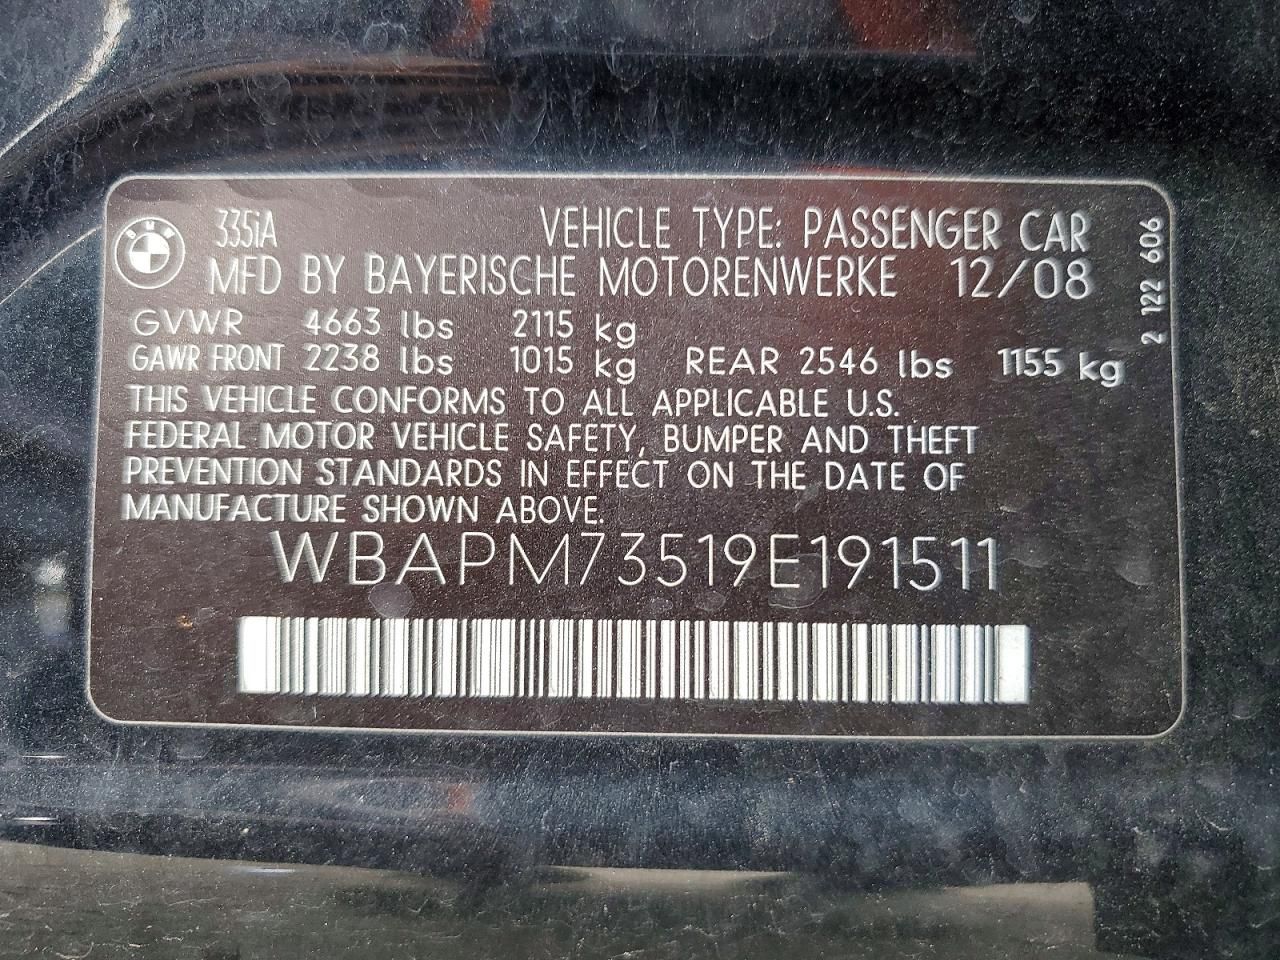 BMW
335iA VEHICLE TYPE: PASSENGER CAR
MFD BY BAYERISCHE MOTORENWERKE 12/08
GVWR 4663 lbs 2115 kg
GAWR FRONT 2238 lbs 1015 kg REAR 2546 lbs 1155 kg
THIS VEHICLE CONFORMS TO ALL APPLICABLE U.S.
FEDERAL MOTOR VEHICLE SAFETY, BUMPER AND THEFT
PREVENTION STANDARDS IN EFFECT ON THE DATE OF
MANUFACTURE SHOWN ABOVE.
WBAPM73519E191511
2 122 606